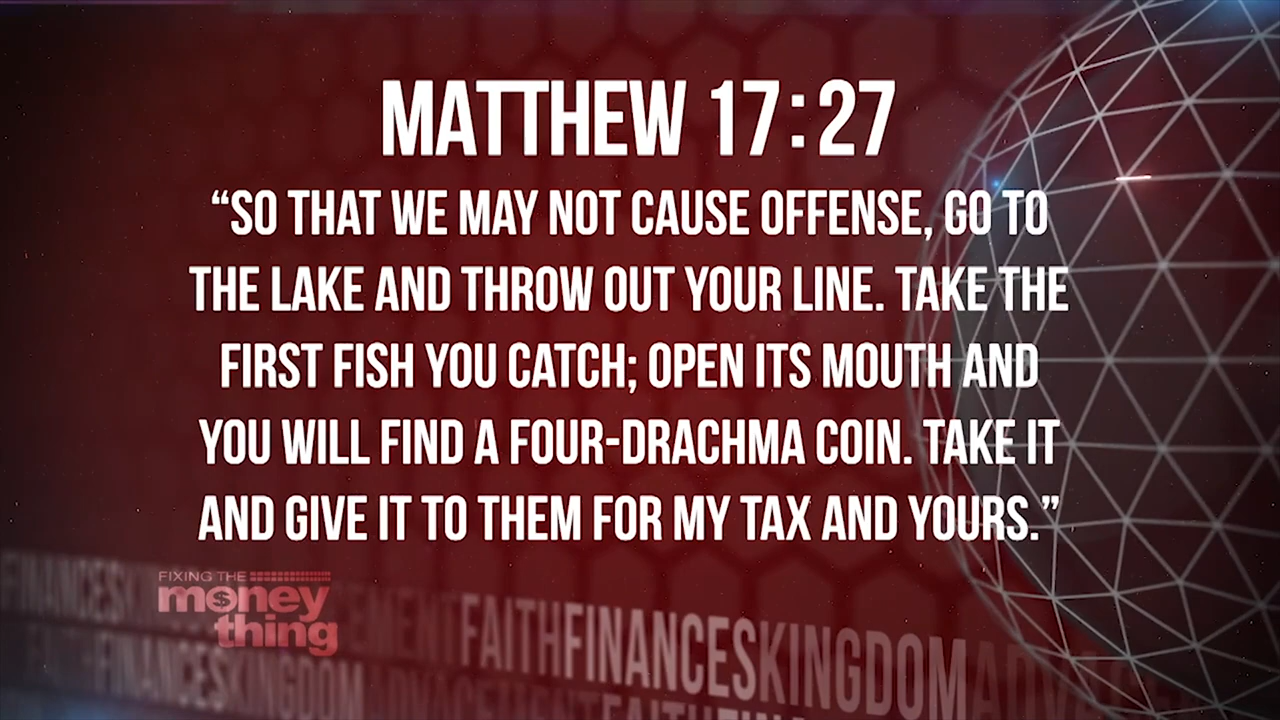 MATTHEW 17:27
“SO THAT WE MAY NOT CAUSE OFFENSE, GO TO
THE LAKE AND THROW OUT YOUR LINE. TAKE THE
FIRST FISH YOU CATCH; OPEN ITS MOUTH AND
YOU WILL FIND A FOUR-DRACHMA COIN. TAKE IT
AND GIVE IT TO THEM FOR MY TAX AND YOURS.”
FIXING THE
money
thing
FINANCES
FAITHFINANCESKINGDOM
FINANCESKINGDOM